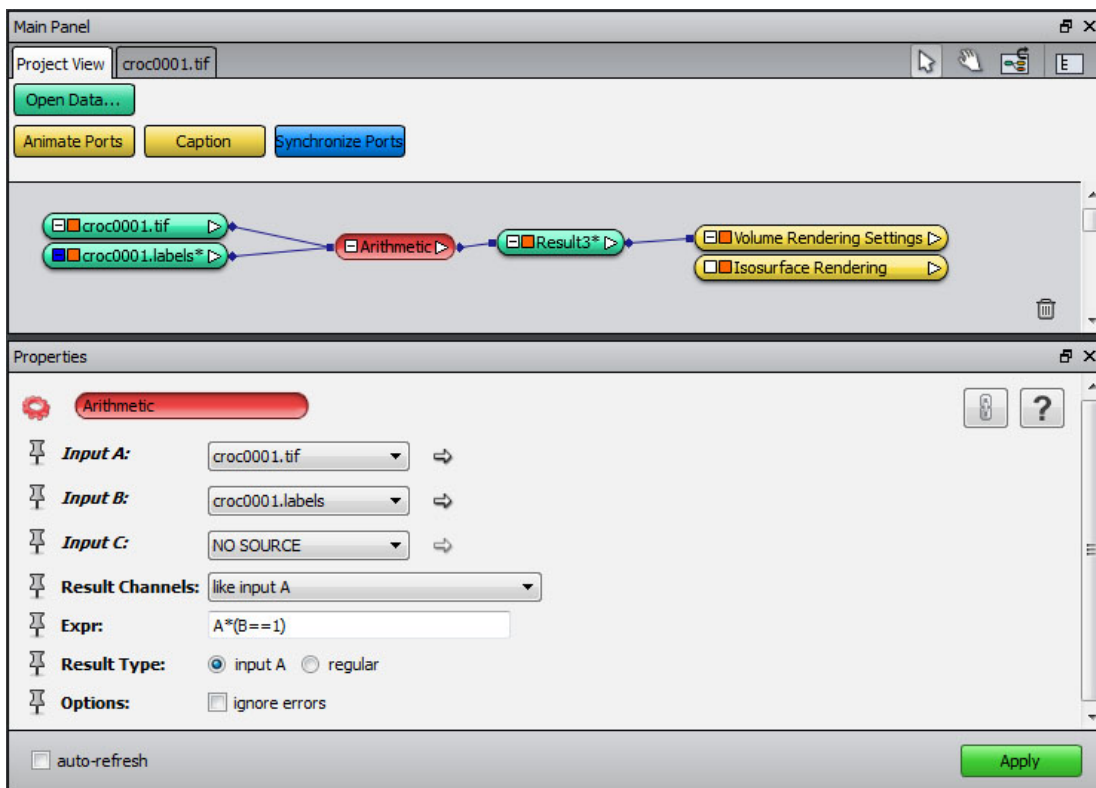 Main Panel
Project View croc0001.tif
Open Data...
Animate Ports Caption Synchronize Ports
croc0001.tif
croc0001.labels*
Arithmetic
Result3*
Volume Rendering Settings
Isosurface Rendering
Properties
Arithmetic
?
Input A: croc0001.tif
Input B: croc0001.labels
Input C: NO SOURCE
Result Channels: like input A
Expr: A*(B==1)
Result Type: input A regular
Options: ignore errors
auto-refresh Apply